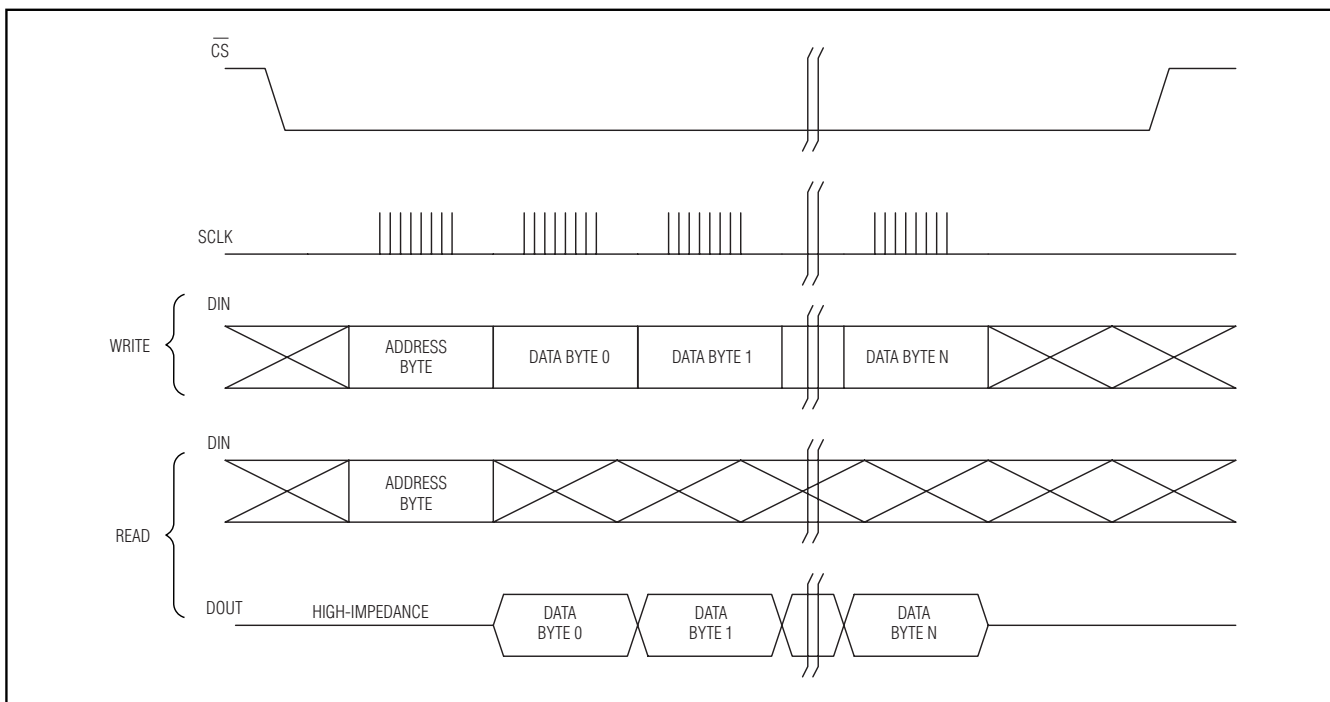 CS
SCLK
DIN
WRITE
ADDRESS
BYTE
DATA BYTE 0
DATA BYTE 1
DATA BYTE N
DIN
READ
ADDRESS
BYTE
DOUT
HIGH-IMPEDANCE
DATA
BYTE 0
DATA
BYTE 1
DATA
BYTE N